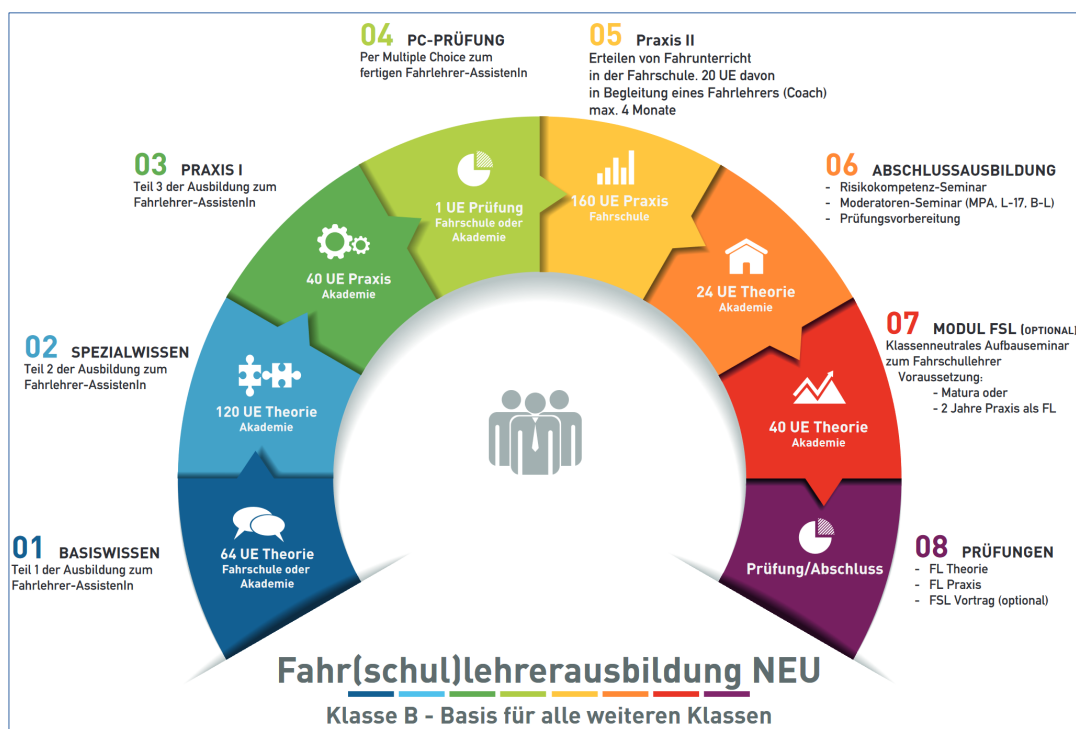 01 BASISWISSEN
Teil 1 der Ausbildung zum
Fahrlehrer-AssistenIn
64 UE Theorie
Fahrschule oder
Akademie
02 SPEZIALWISSEN
Teil 2 der Ausbildung zum
Fahrlehrer-AssistenIn
120 UE Theorie
Akademie
03 PRAXIS I
Teil 3 der Ausbildung zum
Fahrlehrer-AssistenIn
40 UE Praxis
Akademie
04 PC-PRÜFUNG
Per Multiple Choice zum
fertigen Fahrlehrer-AssistenIn
1 UE Prüfung
Fahrschule oder
Akademie
05 Praxis II
Erteilen von Fahrunterricht
in der Fahrschule. 20 UE davon
in Begleitung eines Fahrlehrers (Coach)
max. 4 Monate
160 UE Praxis
Fahrschule
06 ABSCHLUSSAUSBILDUNG
- Risikokompetenz-Seminar
- Moderatoren-Seminar (MPA, L-17, B-L)
- Prüfungsvorbereitung
24 UE Theorie
Akademie
07 MODUL FSL (OPTIONAL)
Klassenneutrales Aufbauseminar
zum Fahrschullehrer
Voraussetzung:
- Matura oder
- 2 Jahre Praxis als FL
40 UE Theorie
Akademie
08 PRÜFUNGEN
- FL Theorie
- FL Praxis
- FSL Vortrag (optional)
Prüfung/Abschluss
Fahr(schul)lehrerausbildung NEU
Klasse B - Basis für alle weiteren Klassen